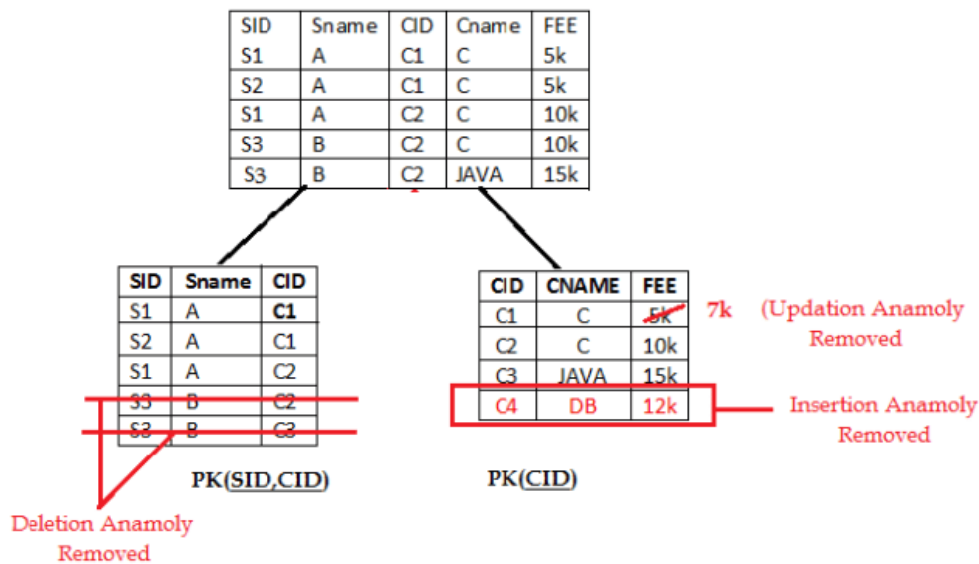 SID Sname CID Cname FEE
S1 A C1 C 5k
S2 A C1 C 5k
S1 A C2 C 10k
S3 B C2 C 10k
S3 B C2 JAVA 15k
SID Sname CID
S1 A C1
S2 A C1
S1 A C2
S3 B C2
S3 B C3
PK(SID,CID)
Deletion Anamoly
Removed
CID CNAME FEE
C1 C 5k 7k
C2 C 10k
C3 JAVA 15k
C4 DB 12k
PK(CID)
(Updation Anamoly
Removed
Insertion Anamoly
Removed